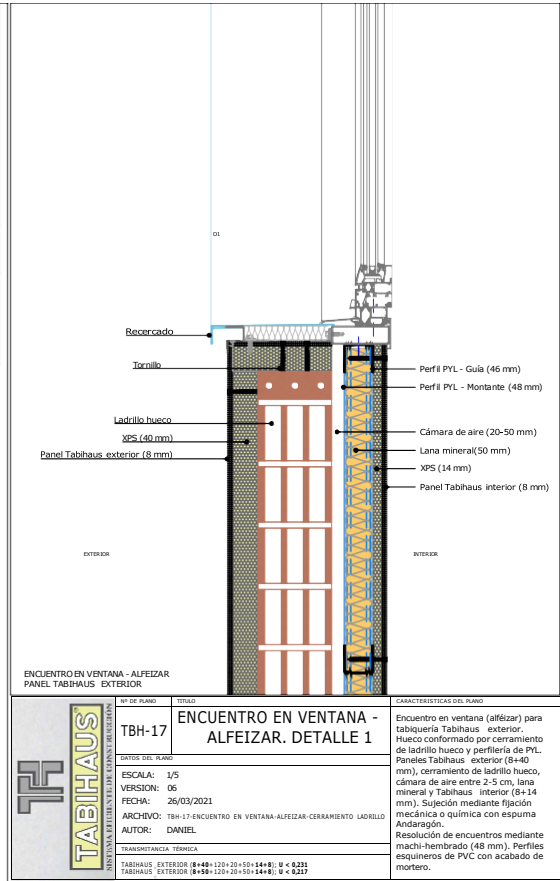 D1
Recercado
Tornillo
Ladrillo hueco
XPS (40 mm)
Panel Tabihaus exterior (8 mm)
Perfil PYL - Guía (46 mm)
Perfil PYL - Montante (48 mm)
Cámara de aire (20-50 mm)
Lana mineral(50 mm)
XPS (14 mm)
Panel Tabihaus interior (8 mm)
EXTERIOR
INTERIOR
ENCUENTRO EN VENTANA - ALFEIZAR
PANEL TABIHAUS EXTERIOR
TABIHAUS
SISTEMA EFICIENTE DE CONSTRUCCIÓN
Nº DE PLANO
TBH-17
TITULO
ENCUENTRO EN VENTANA -
ALFEIZAR. DETALLE 1
DATOS DEL PLANO
ESCALA: 1/5
VERSION: 06
FECHA: 26/03/2021
ARCHIVO: TBH-17-ENCUENTRO EN VENTANA-ALFEIZAR-CERRAMIENTO LADRILLO
AUTOR: DANIEL
TRANSMITANCIA TÉRMICA
TABIHAUS EXTERIOR (8+40+120+20+50+14+8); U < 0,231
TABIHAUS EXTERIOR (8+50+120+20+50+14+8); U < 0,217
CARACTERISTICAS DEL PLANO
Encuentro en ventana (alféizar) para
tabiquería Tabihaus exterior.
Hueco conformado por cerramiento
de ladrillo hueco y perfilería de PYL.
Paneles Tabihaus exterior (8+40
mm), cerramiento de ladrillo hueco,
cámara de aire entre 2-5 cm, lana
mineral y Tabihaus interior (8+14
mm). Sujeción mediante fijación
mecánica o química con espuma
Andaragón.
Resolución de encuentros mediante
machi-hembrado (48 mm). Perfiles
esquineros de PVC con acabado de
mortero.